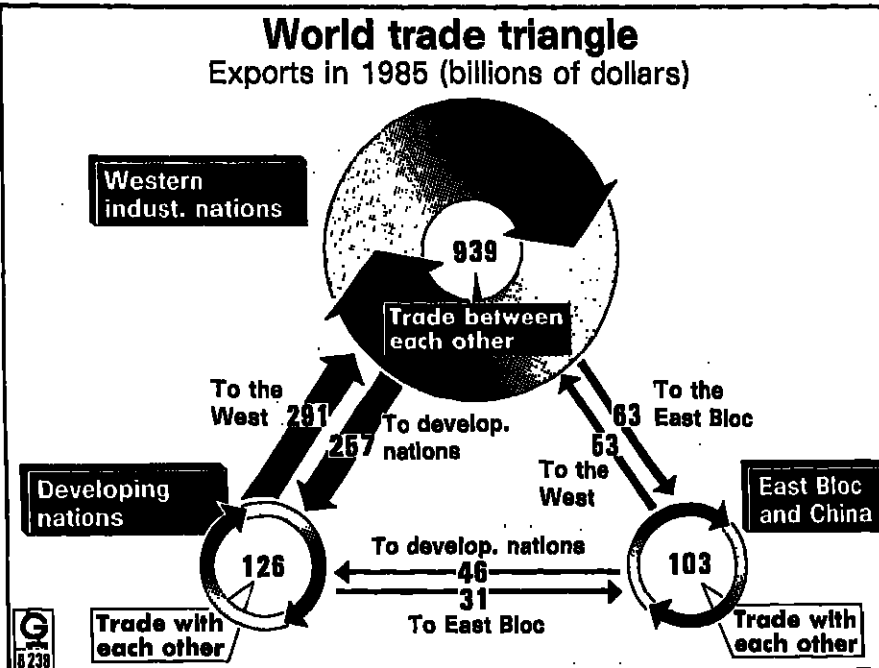 World trade triangle
Exports in 1985 (billions of dollars)
Western
indust. nations
939
Trade between
each other
To the
West
291
257
To develop.
nations
63
To the
East Bloc
53
To the
West
Developing
nations
126
Trade with
each other
To develop. nations
46
31
To East Bloc
East Bloc
and China
103
Trade with
each other
G
6238